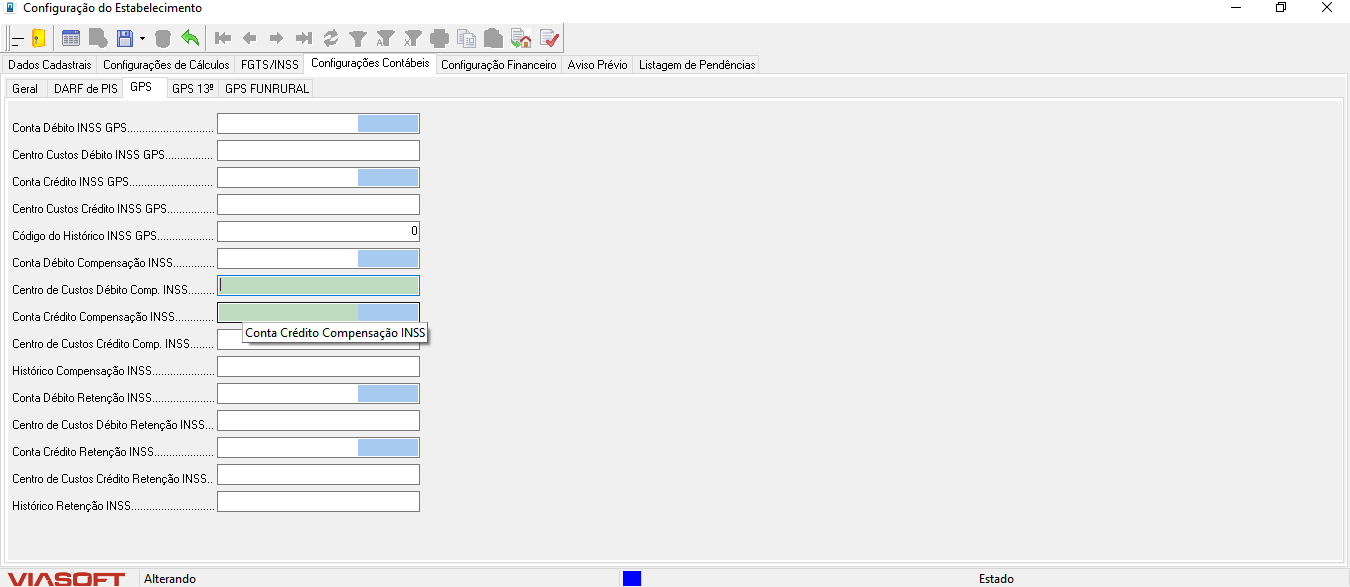 Configuração do Estabelecimento
Dados Cadastrais Configurações de Cálculos FGTS/INSS Configurações Contábeis Configuração Financeiro Aviso Prévio Listagem de Pendências
Geral DARF de PIS GPS GPS 13º GPS FUNRURAL
Conta Débito INSS GPS.............................
Centro Custos Débito INSS GPS................
Conta Crédito INSS GPS............................
Centro Custos Crédito INSS GPS................
Código do Histórico INSS GPS................... 0
Conta Débito Compensação INSS..............
Centro de Custos Débito Comp. INSS.........
Conta Crédito Compensação INSS.............
Conta Crédito Compensação INSS
Centro de Custos Crédito Comp. INSS........
Histórico Compensação INSS.....................
Conta Débito Retenção INSS.....................
Centro de Custos Débito Retenção INSS...
Conta Crédito Retenção INSS....................
Centro de Custos Crédito Retenção INSS..
Histórico Retenção INSS............................
VIASOFT Alterando Estado